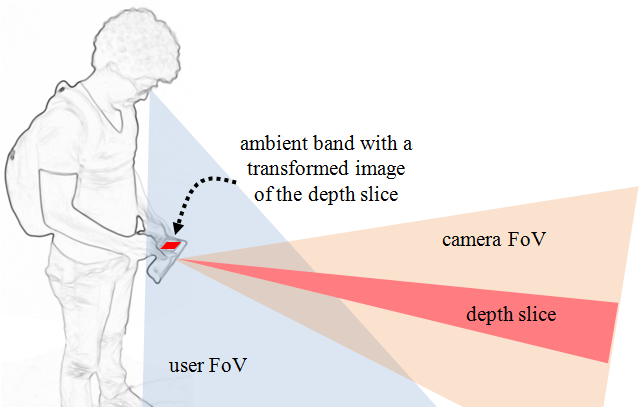 ambient band with a
transformed image
of the depth slice
camera FoV
depth slice
user FoV